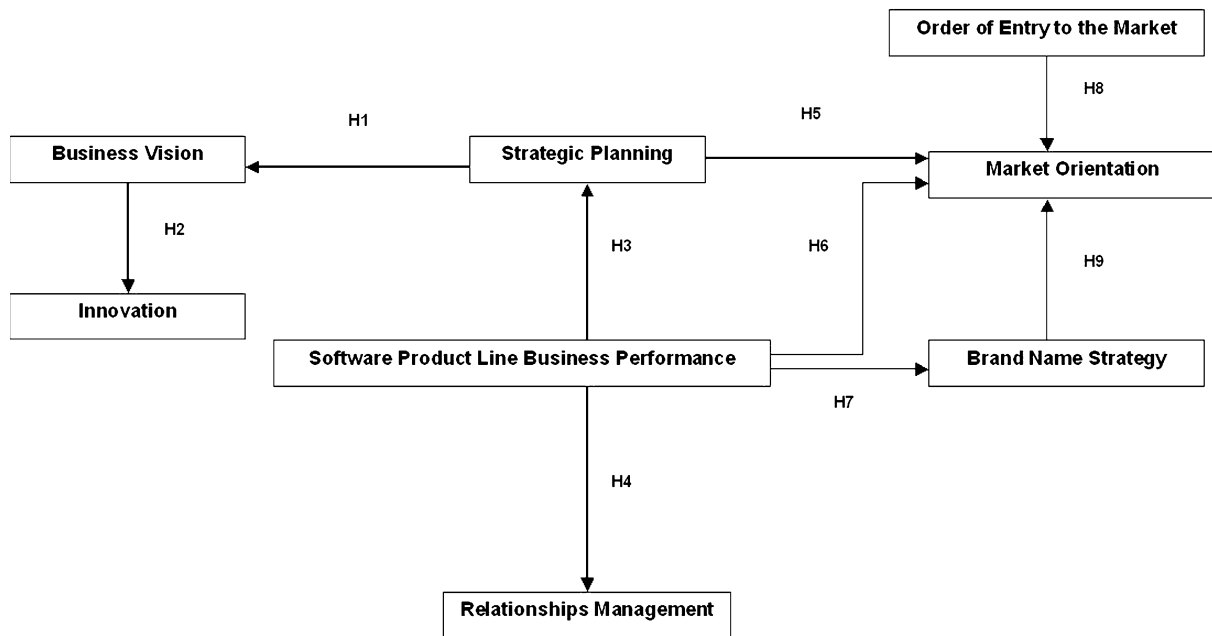 Order of Entry to the Market
H8
H1
H5
Business Vision
Strategic Planning
Market Orientation
H2
H3
H6
H9
Innovation
Software Product Line Business Performance
Brand Name Strategy
H7
H4
Relationships Management